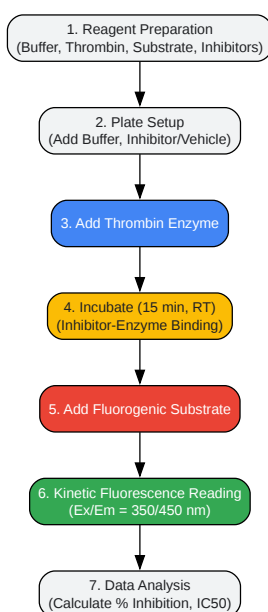 1. Reagent Preparation
(Buffer, Thrombin, Substrate, Inhibitors)
2. Plate Setup
(Add Buffer, Inhibitor/Vehicle)
3. Add Thrombin Enzyme
4. Incubate (15 min, RT)
(Inhibitor-Enzyme Binding)
5. Add Fluorogenic Substrate
6. Kinetic Fluorescence Reading
(Ex/Em = 350/450 nm)
7. Data Analysis
(Calculate % Inhibition, IC50)